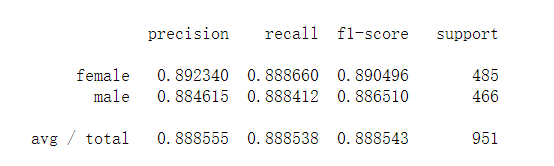 precision recall f1-score support
female 0.892340 0.888660 0.890496 485
male 0.884615 0.888412 0.886510 466
avg / total 0.888555 0.888538 0.888543 951